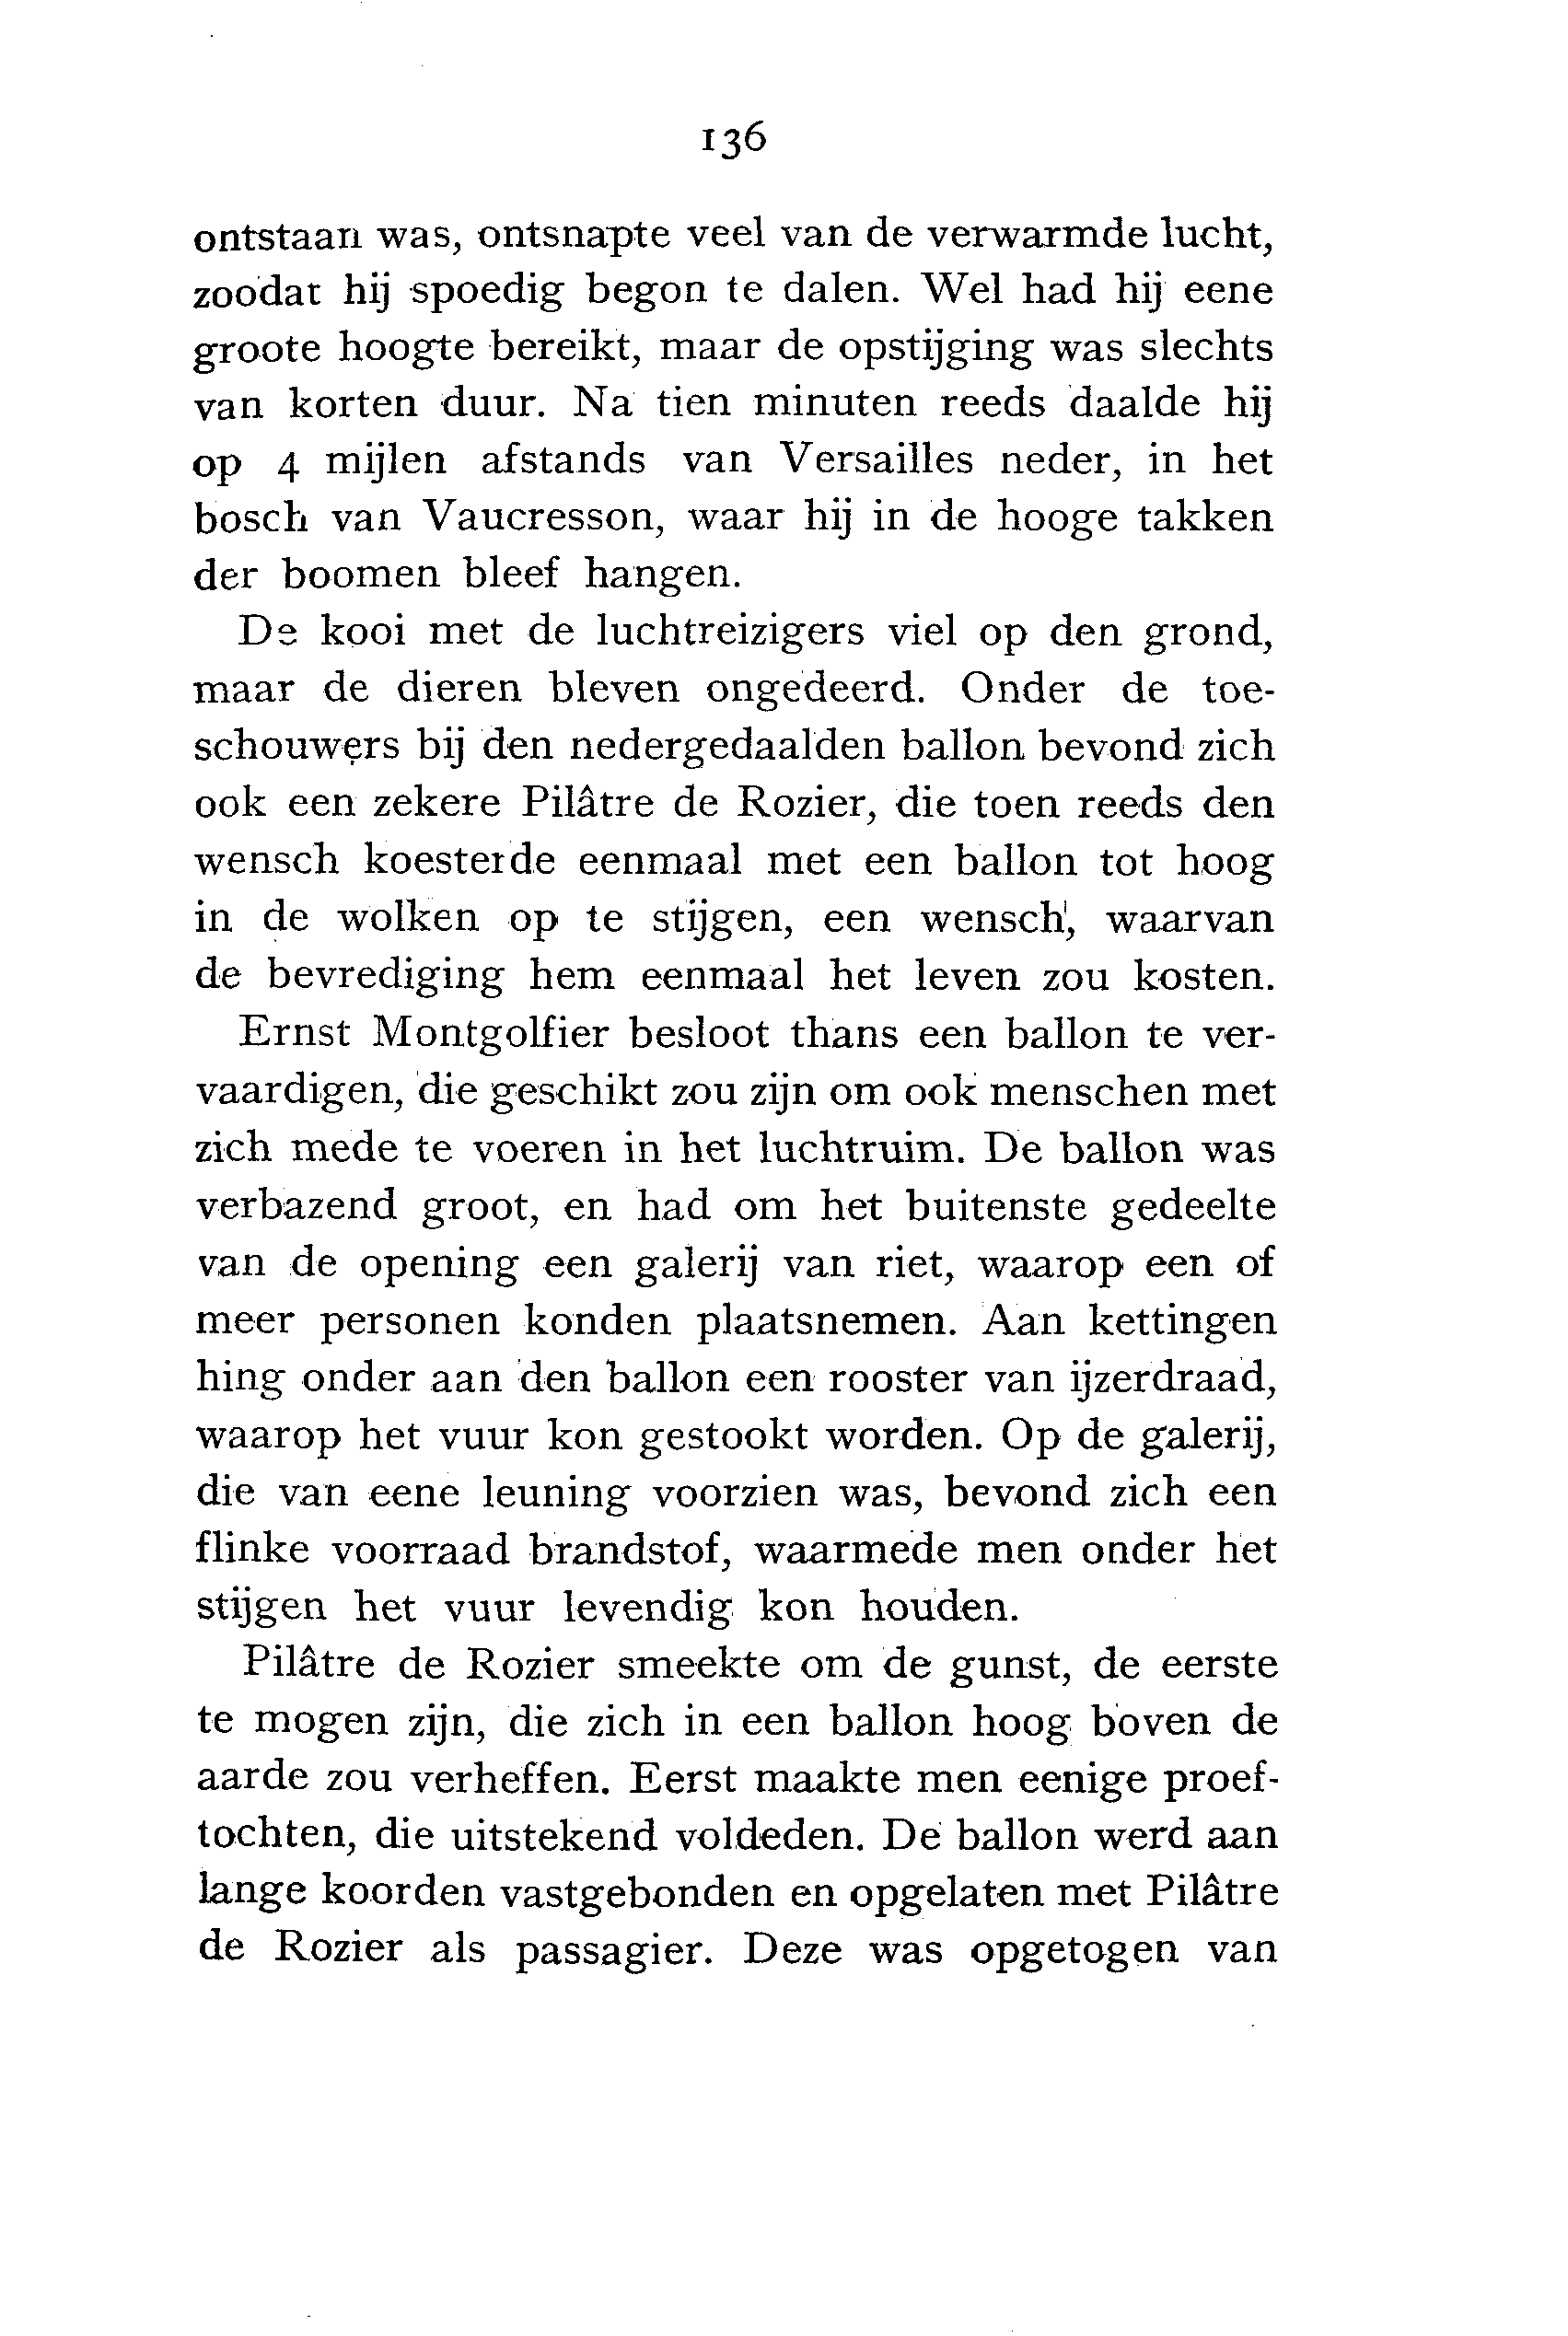 136
ontstaan was, ontsnapte veel van de verwarmde lucht,
zoodat hij spoedig begon te dalen. Wel had hij eene
groote hoogte bereikt, maar de opstijging was slechts
van korten duur. Na tien minuten reeds daalde hij
op 4 mijlen afstands van Versailles neder, in het
bosch van Vaucresson, waar hij in de hooge takken
der boomen bleef hangen.
De kooi met de luchtreizigers viel op den grond,
maar de dieren bleven ongedeerd. Onder de toe-
schouwers bij den nedergedaalden ballon bevond zich
ook een zekere Pilâtre de Rozier, die toen reeds den
wensch koesterde eenmaal met een ballon tot hoog
in de wolken op te stijgen, een wensch, waarvan
de bevrediging hem eenmaal het leven zou kosten.
Ernst Montgolfier besloot thans een ballon te ver-
vaardigen, die geschikt zou zijn om ook menschen met
zich mede te voeren in het luchtruim. De ballon was
verbazend groot, en had om het buitenste gedeelte
van de opening een galerij van riet, waarop een of
meer personen konden plaatsnemen. Aan kettingen
hing onder aan den ballon een rooster van ijzerdraad,
waarop het vuur kon gestookt worden. Op de galerij,
die van eene leuning voorzien was, bevond zich een
flinke voorraad brandstof, waarmede men onder het
stijgen het vuur levendig kon houden.
Pilâtre de Rozier smeekte om de gunst, de eerste
te mogen zijn, die zich in een ballon hoog boven de
aarde zou verheffen. Eerst maakte men eenige proef-
tochten, die uitstekend voldeden. De ballon werd aan
lange koorden vastgebonden en opgelaten met Pilâtre
de Rozier als passagier. Deze was opgetogen van